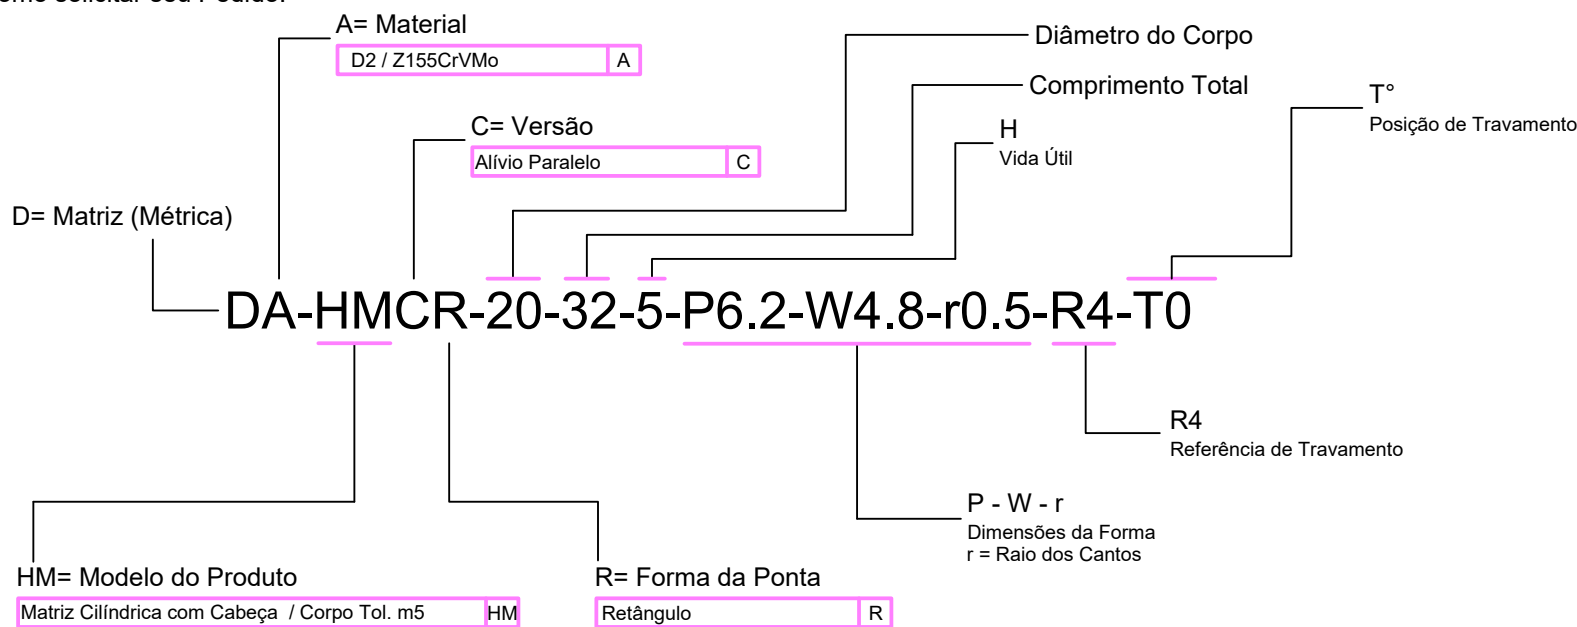 solicitar seu Pedido:
A= Material
D2 / Z155CrVMo A
Diâmetro do Corpo
Comprimento Total
T°
Posição de Travamento
C= Versão
Alívio Paralelo C
H
Vida Útil
D= Matriz (Métrica)
DA-HMCR-20-32-5-P6.2-W4.8-r0.5-R4-T0
R4
Referência de Travamento
P - W - r
Dimensões da Forma
r = Raio dos Cantos
HM= Modelo do Produto
Matriz Cilíndrica com Cabeça / Corpo Tol. m5 HM
R= Forma da Ponta
Retângulo R